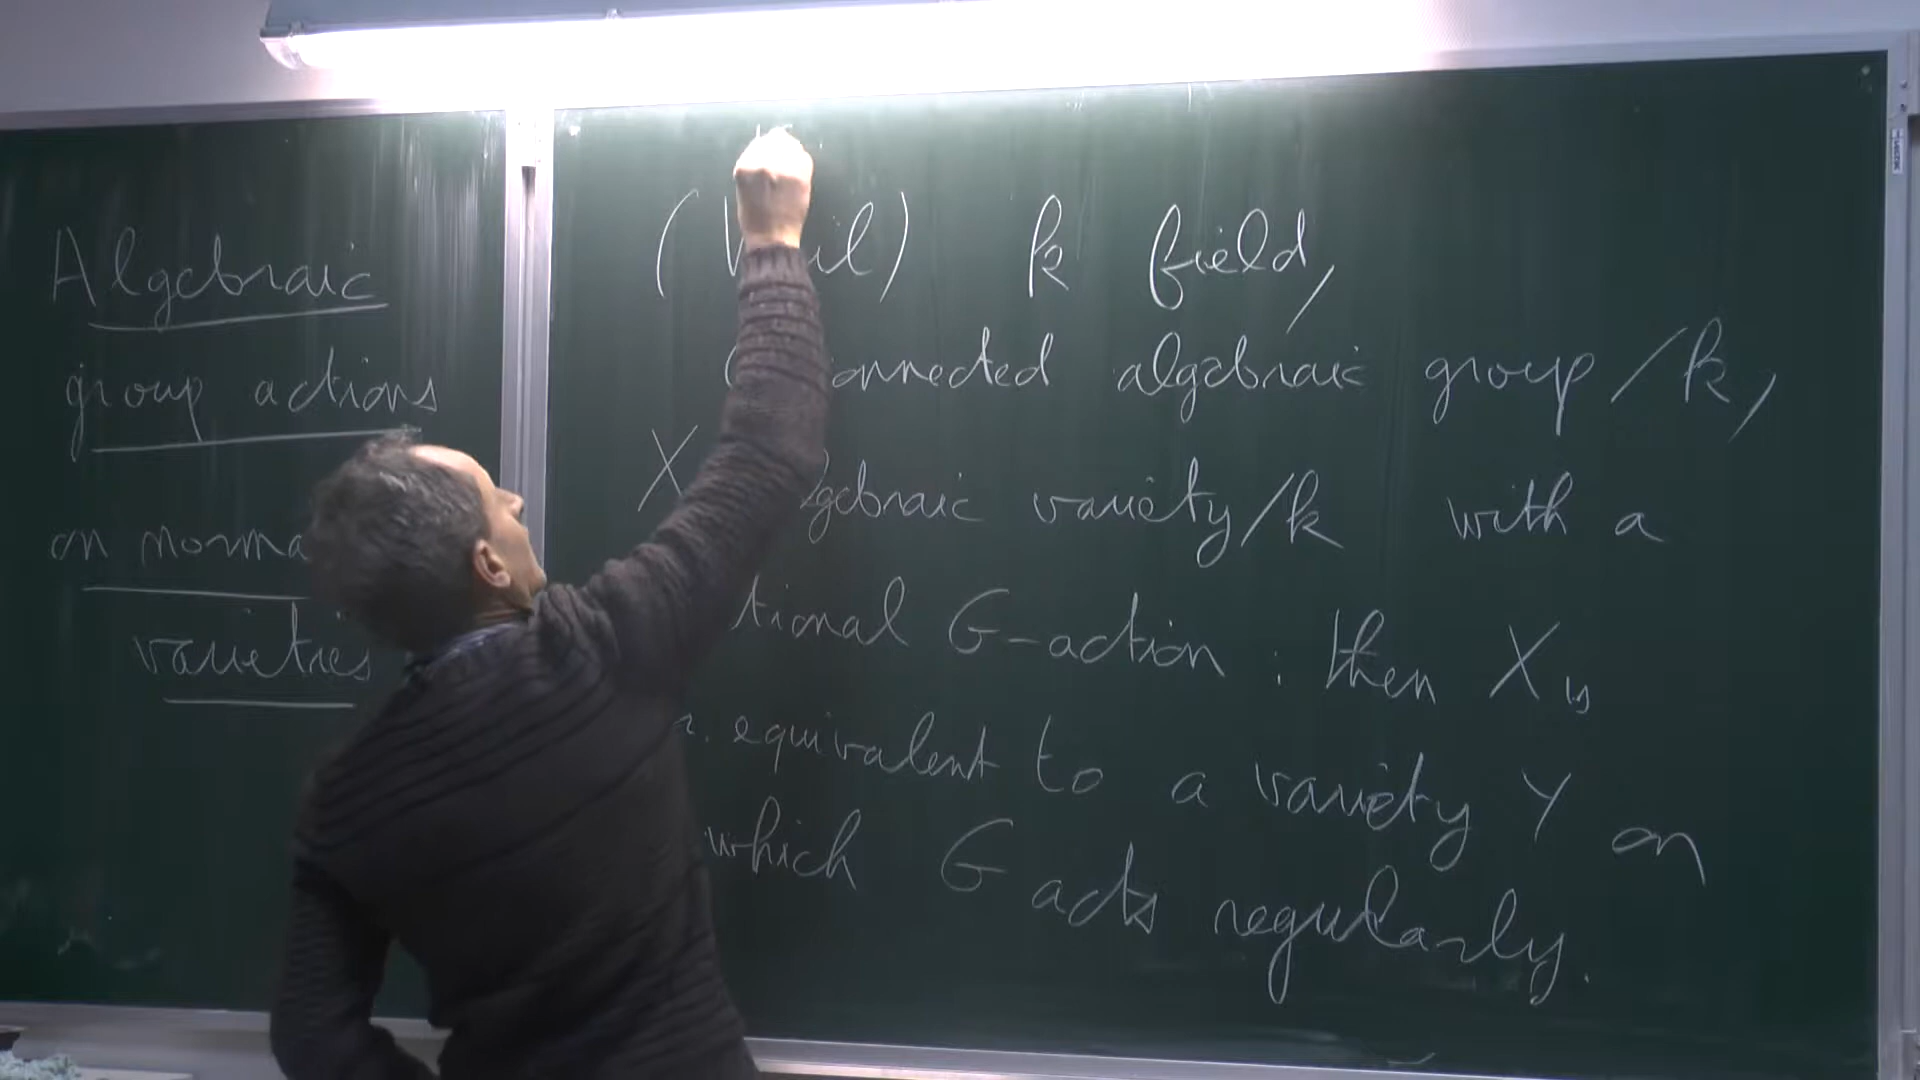 Algebraic
group actions
on norma
varieties
(W il) k field,
onnected algebraic group /k,
X lgebraic variety/k with a
tional G-action : then X is
r. equivalent to a variety Y on
which G acts regularly.